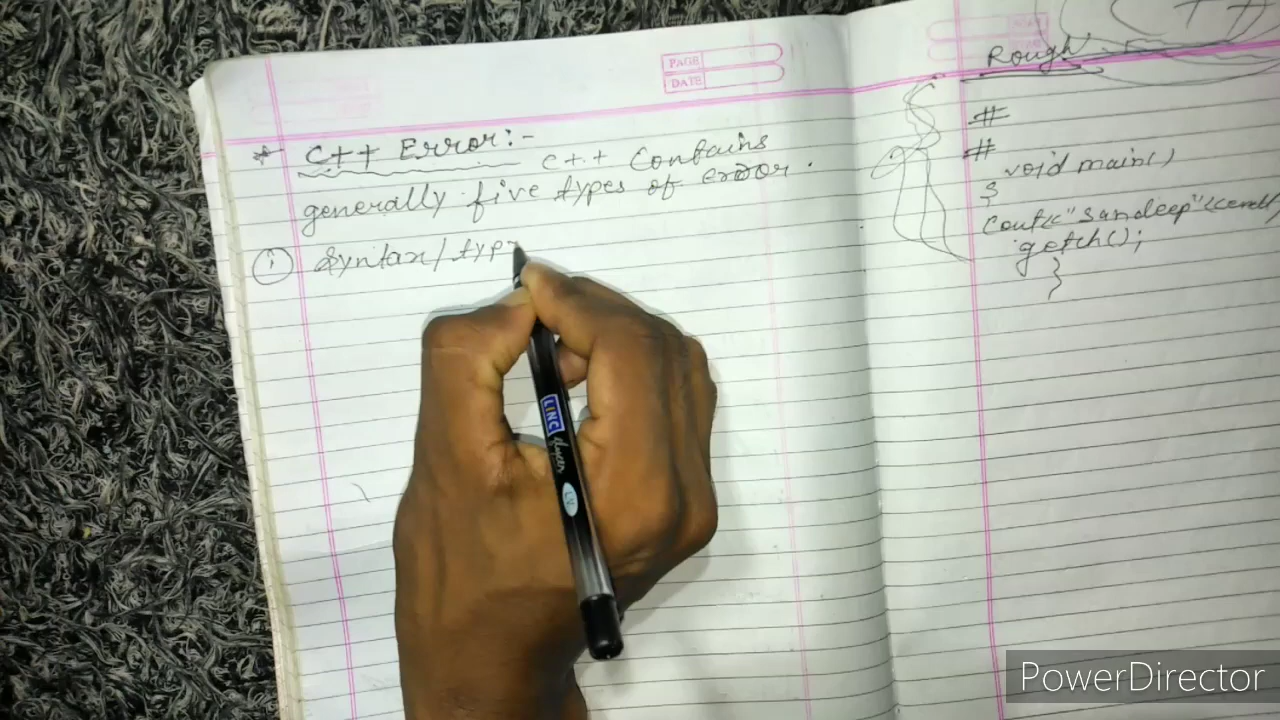 PAGE
DATE
* C++ Error:- C++ Contains
generally five types of error.
(i) Syntax/typ
Rough
C++
#
#
void main()
{
cout<<"Sandeep"<<endl
getch();
}
LINC
PowerDirector